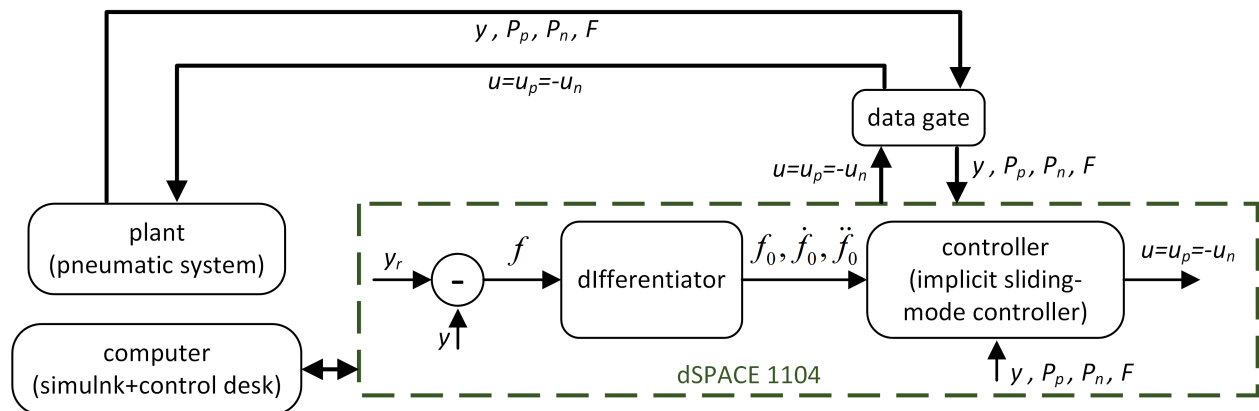 y , Pp, Pn, F
u=up=-un
data gate
u=up=-un
y , Pp, Pn, F
plant
(pneumatic system)
yr
-
y
f
dIfferentiator
f0, ḟ0, f̈0
controller
(implicit sliding-
mode controller)
u=up=-un
y , Pp, Pn, F
computer
(simulnk+control desk)
dSPACE 1104